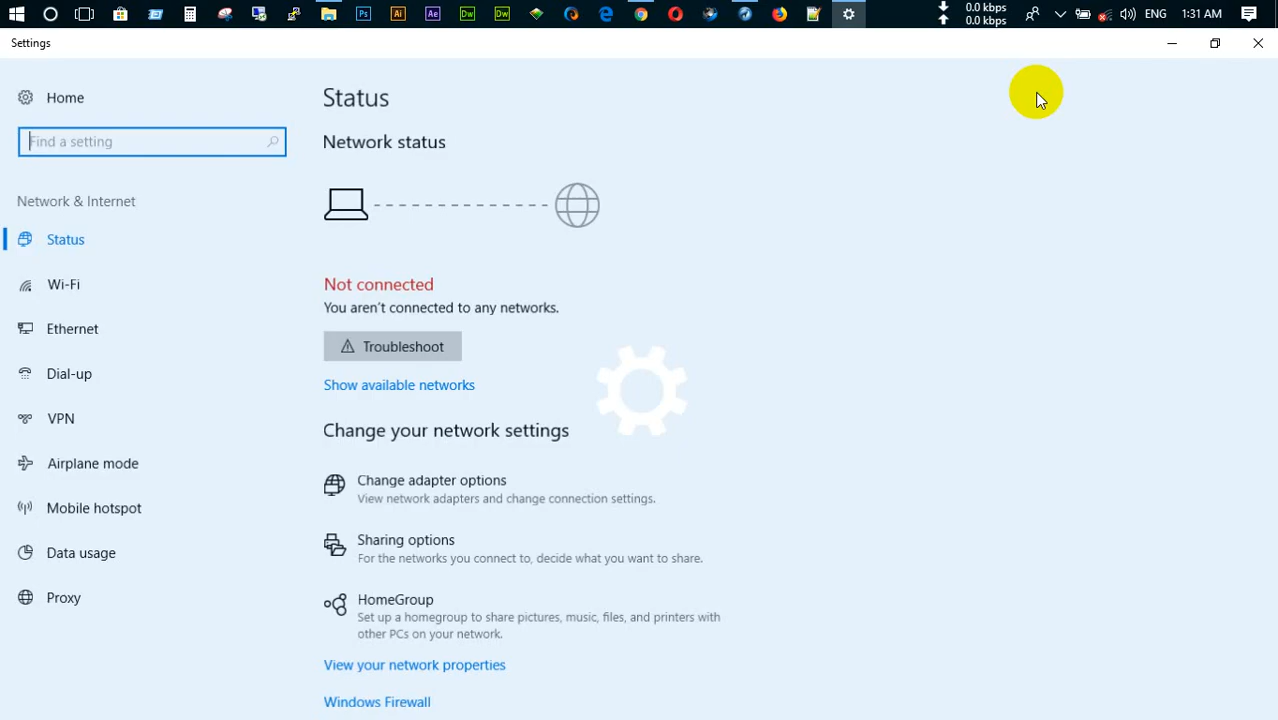 Ps Ai Ae Dw Dw
0.0 kbps
0.0 kbps
ENG 1:31 AM
Settings
Home
Find a setting
Network & Internet
Status
Wi-Fi
Ethernet
Dial-up
VPN
Airplane mode
Mobile hotspot
Data usage
Proxy
Status
Network status
Not connected
You aren't connected to any networks.
Troubleshoot
Show available networks
Change your network settings
Change adapter options
View network adapters and change connection settings.
Sharing options
For the networks you connect to, decide what you want to share.
HomeGroup
Set up a homegroup to share pictures, music, files, and printers with
other PCs on your network.
View your network properties
Windows Firewall